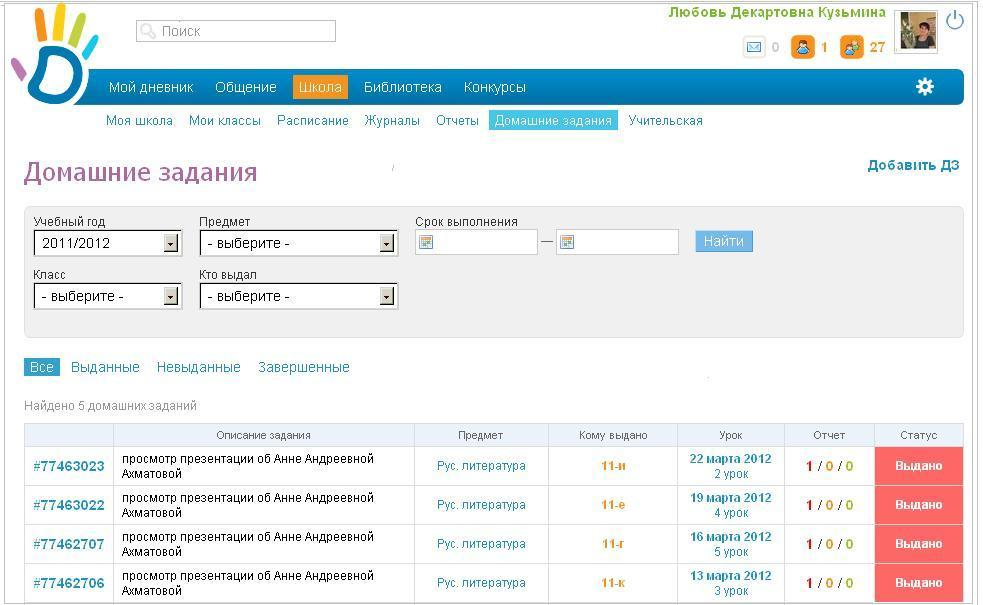 Любовь Декартовна Кузьмина
Поиск
0 1 27
Мой дневник Общение Школа Библиотека Конкурсы
Моя школа Мои классы Расписание Журналы Отчеты Домашние задания Учительская
Домашние задания
Добавить ДЗ
Учебный год Предмет Срок выполнения
2011/2012 - выберите - — Найти
Класс Кто выдал
- выберите - - выберите -
Все Выданные Невыданные Завершенные
Найдено 5 домашних заданий
Описание задания Предмет Кому выдано Урок Отчет Статус
#77463023 просмотр презентации об Анне Андреевной Ахматовой Рус. литература 11-и 22 марта 2012 2 урок 1 / 0 / 0 Выдано
#77463022 просмотр презентации об Анне Андреевной Ахматовой Рус. литература 11-е 19 марта 2012 4 урок 1 / 0 / 0 Выдано
#77462707 просмотр презентации об Анне Андреевной Ахматовой Рус. литература 11-г 16 марта 2012 5 урок 1 / 0 / 0 Выдано
#77462706 просмотр презентации об Анне Андреевной Ахматовой Рус. литература 11-к 13 марта 2012 3 урок 1 / 0 / 0 Выдано